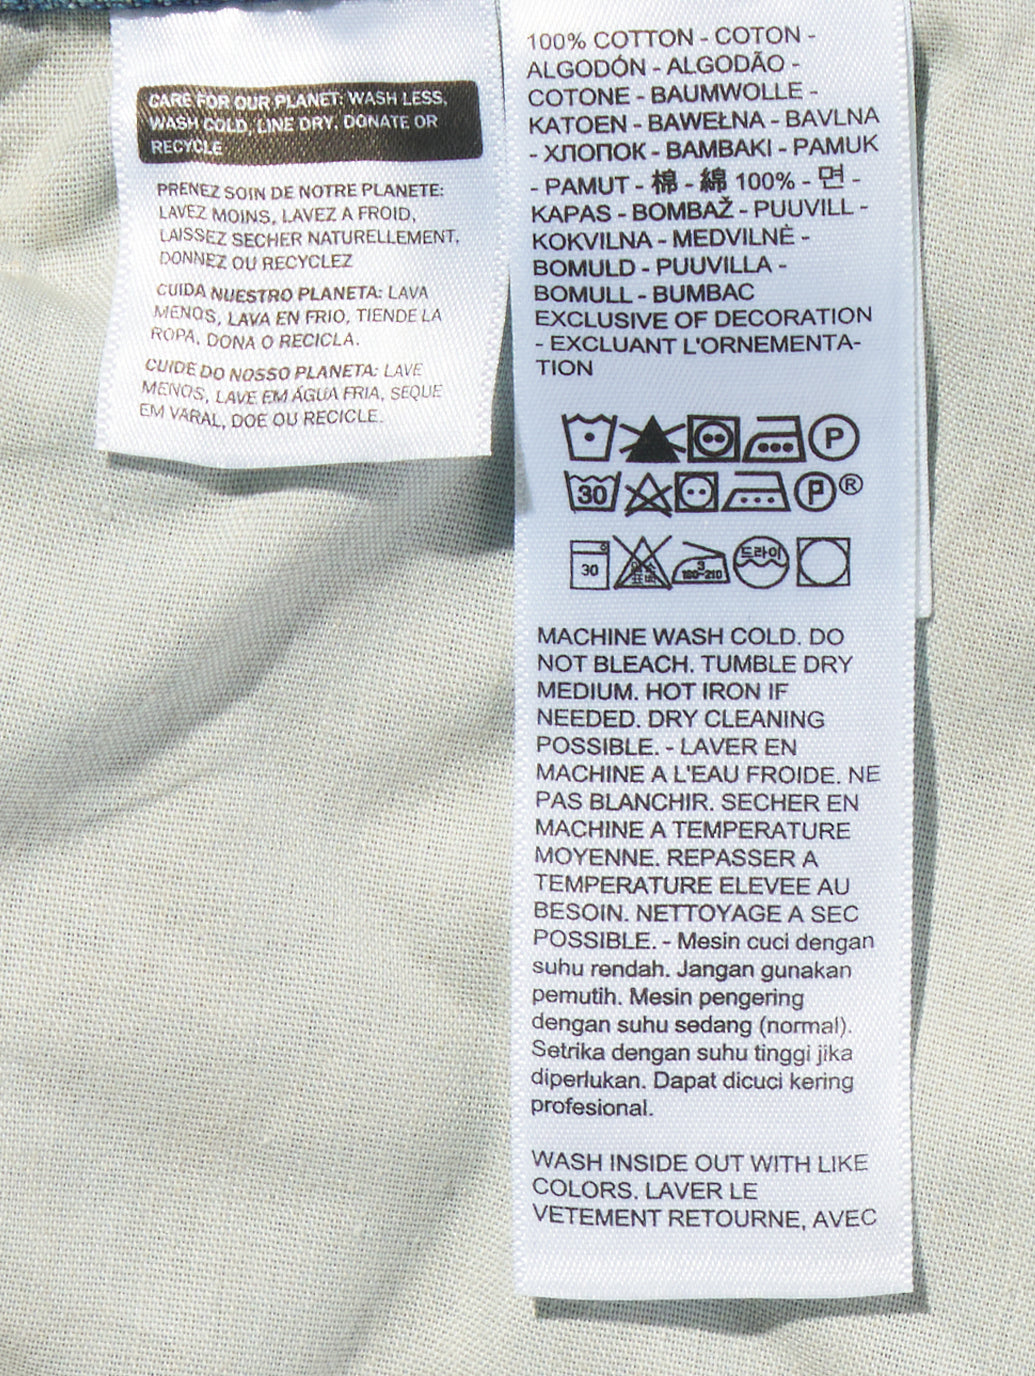 CARE FOR OUR PLANET: WASH LESS,
WASH COLD, LINE DRY, DONATE OR
RECYCLE
PRENEZ SOIN DE NOTRE PLANETE:
LAVEZ MOINS, LAVEZ A FROID,
LAISSEZ SECHER NATURELLEMENT,
DONNEZ OU RECYCLEZ
CUIDA NUESTRO PLANETA: LAVA
MENOS, LAVA EN FRIO, TIENDE LA
ROPA, DONA O RECICLA.
CUIDE DO NOSSO PLANETA: LAVE
MENOS, LAVE EM ÁGUA FRIA, SEQUE
EM VARAL, DOE OU RECICLE.
100% COTTON - COTON -
ALGODÓN - ALGODÃO -
COTONE - BAUMWOLLE -
KATOEN - BAWEŁNA - BAVLNA
- ХЛОПОК - BAMBAKI - PAMUK
- PAMUT - 棉 - 綿 100% - 면 -
KAPAS - BOMBAŽ - PUUVILL -
KOKVILNA - MEDVILNĖ -
BOMULD - PUUVILLA -
BOMULL - BUMBAC
EXCLUSIVE OF DECORATION
- EXCLUANT L'ORNEMENTA-
TION
P
30 P ®
30 3 180~210 드라이
MACHINE WASH COLD. DO
NOT BLEACH. TUMBLE DRY
MEDIUM. HOT IRON IF
NEEDED. DRY CLEANING
POSSIBLE. - LAVER EN
MACHINE A L'EAU FROIDE. NE
PAS BLANCHIR. SECHER EN
MACHINE A TEMPERATURE
MOYENNE. REPASSER A
TEMPERATURE ELEVEE AU
BESOIN. NETTOYAGE A SEC
POSSIBLE. - Mesin cuci dengan
suhu rendah. Jangan gunakan
pemutih. Mesin pengering
dengan suhu sedang (normal).
Setrika dengan suhu tinggi jika
diperlukan. Dapat dicuci kering
profesional.
WASH INSIDE OUT WITH LIKE
COLORS. LAVER LE
VETEMENT RETOURNE, AVEC